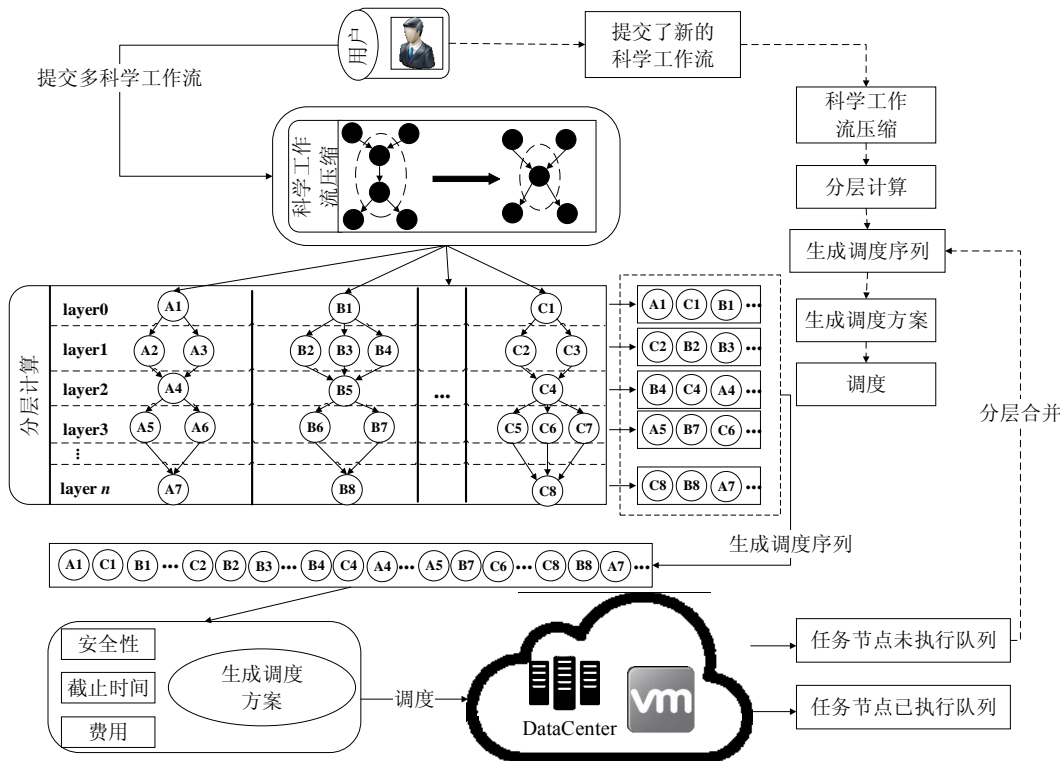 用户
提交了新的
科学工作流
提交多科学工作流
科学工作
流压缩
科学工作
流压缩
分层计算
生成调度序列
生成调度方案
调度
分层合并
分层计算
layer0
A1
B1
C1
A1 C1 B1 •••
layer1
A2 A3
B2 B3 B4
C2 C3
C2 B2 B3 •••
layer2
A4
B5
•••
C4
B4 C4 A4 •••
layer3
A5 A6
B6 B7
C5 C6 C7
A5 B7 C6 •••
⋮
layer n
A7
B8
C8
C8 B8 A7 •••
生成调度序列
A1 C1 B1 ••• C2 B2 B3 ••• B4 C4 A4 ••• A5 B7 C6 ••• C8 B8 A7 •••
安全性
截止时间
费用
生成调度
方案
调度
DataCenter
vm
任务节点未执行队列
任务节点已执行队列